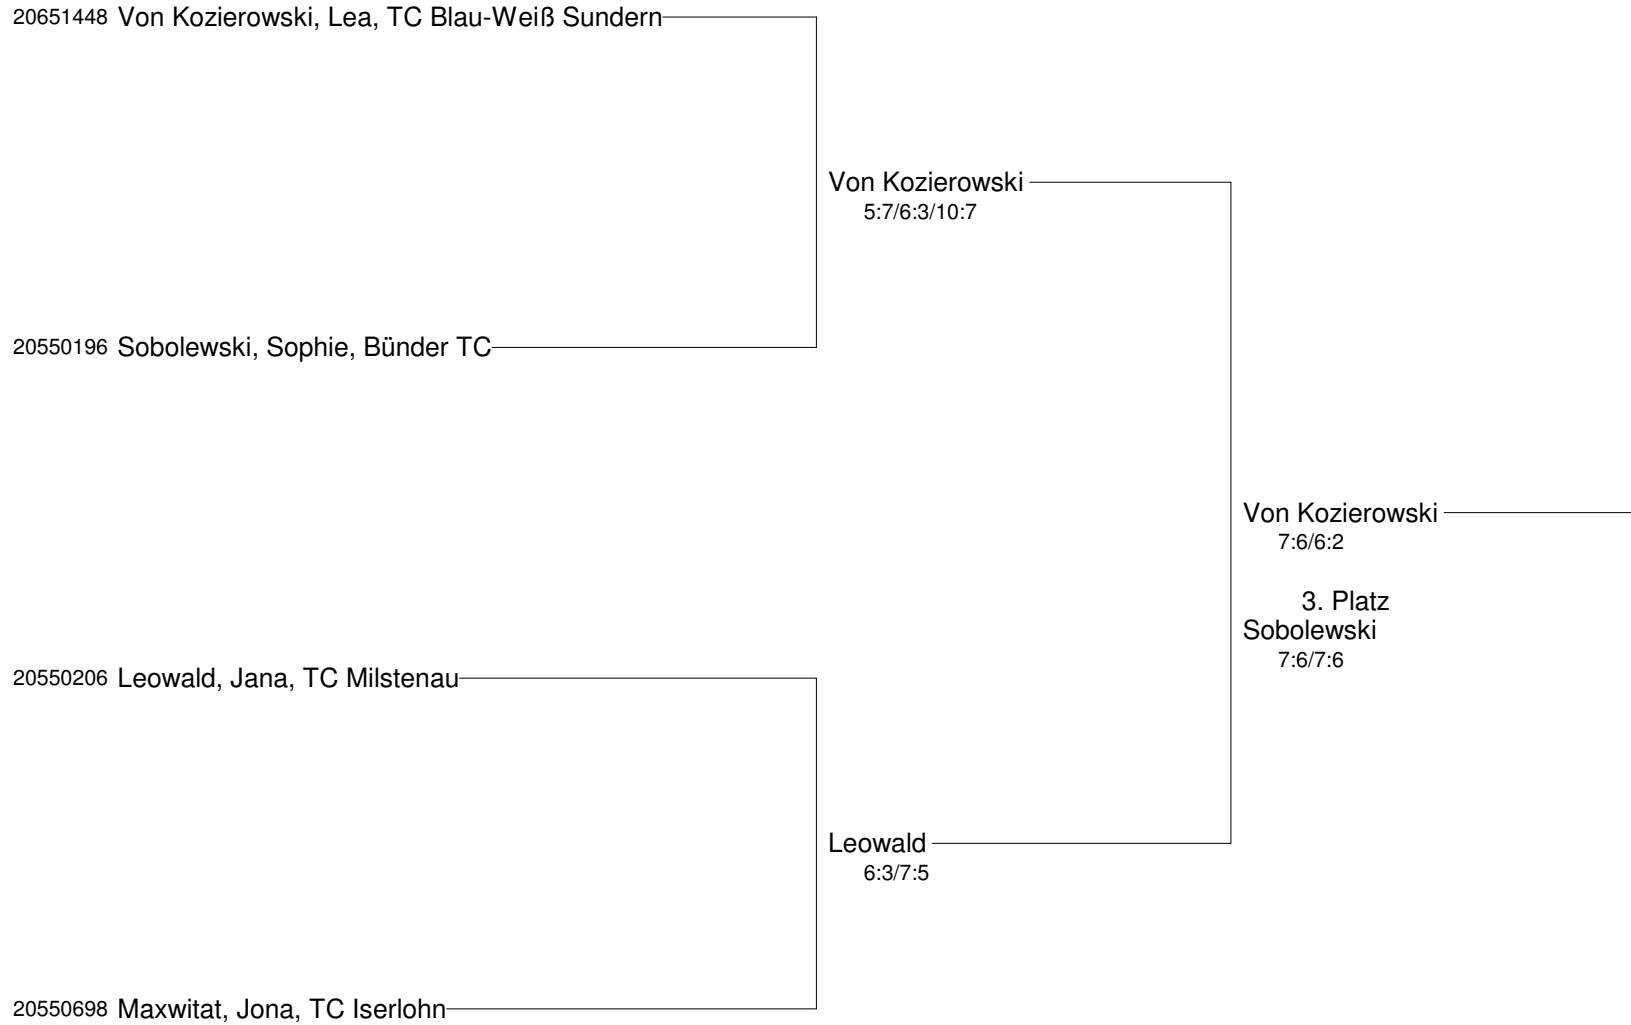 20651448 Von Kozierowski, Lea, TC Blau-Weiß Sundern
Von Kozierowski
5:7/6:3/10:7
20550196 Sobolewski, Sophie, Bünder TC
Von Kozierowski
7:6/6:2
3. Platz
Sobolewski
7:6/7:6
20550206 Leowald, Jana, TC Milstenau
Leowald
6:3/7:5
20550698 Maxwitat, Jona, TC Iserlohn